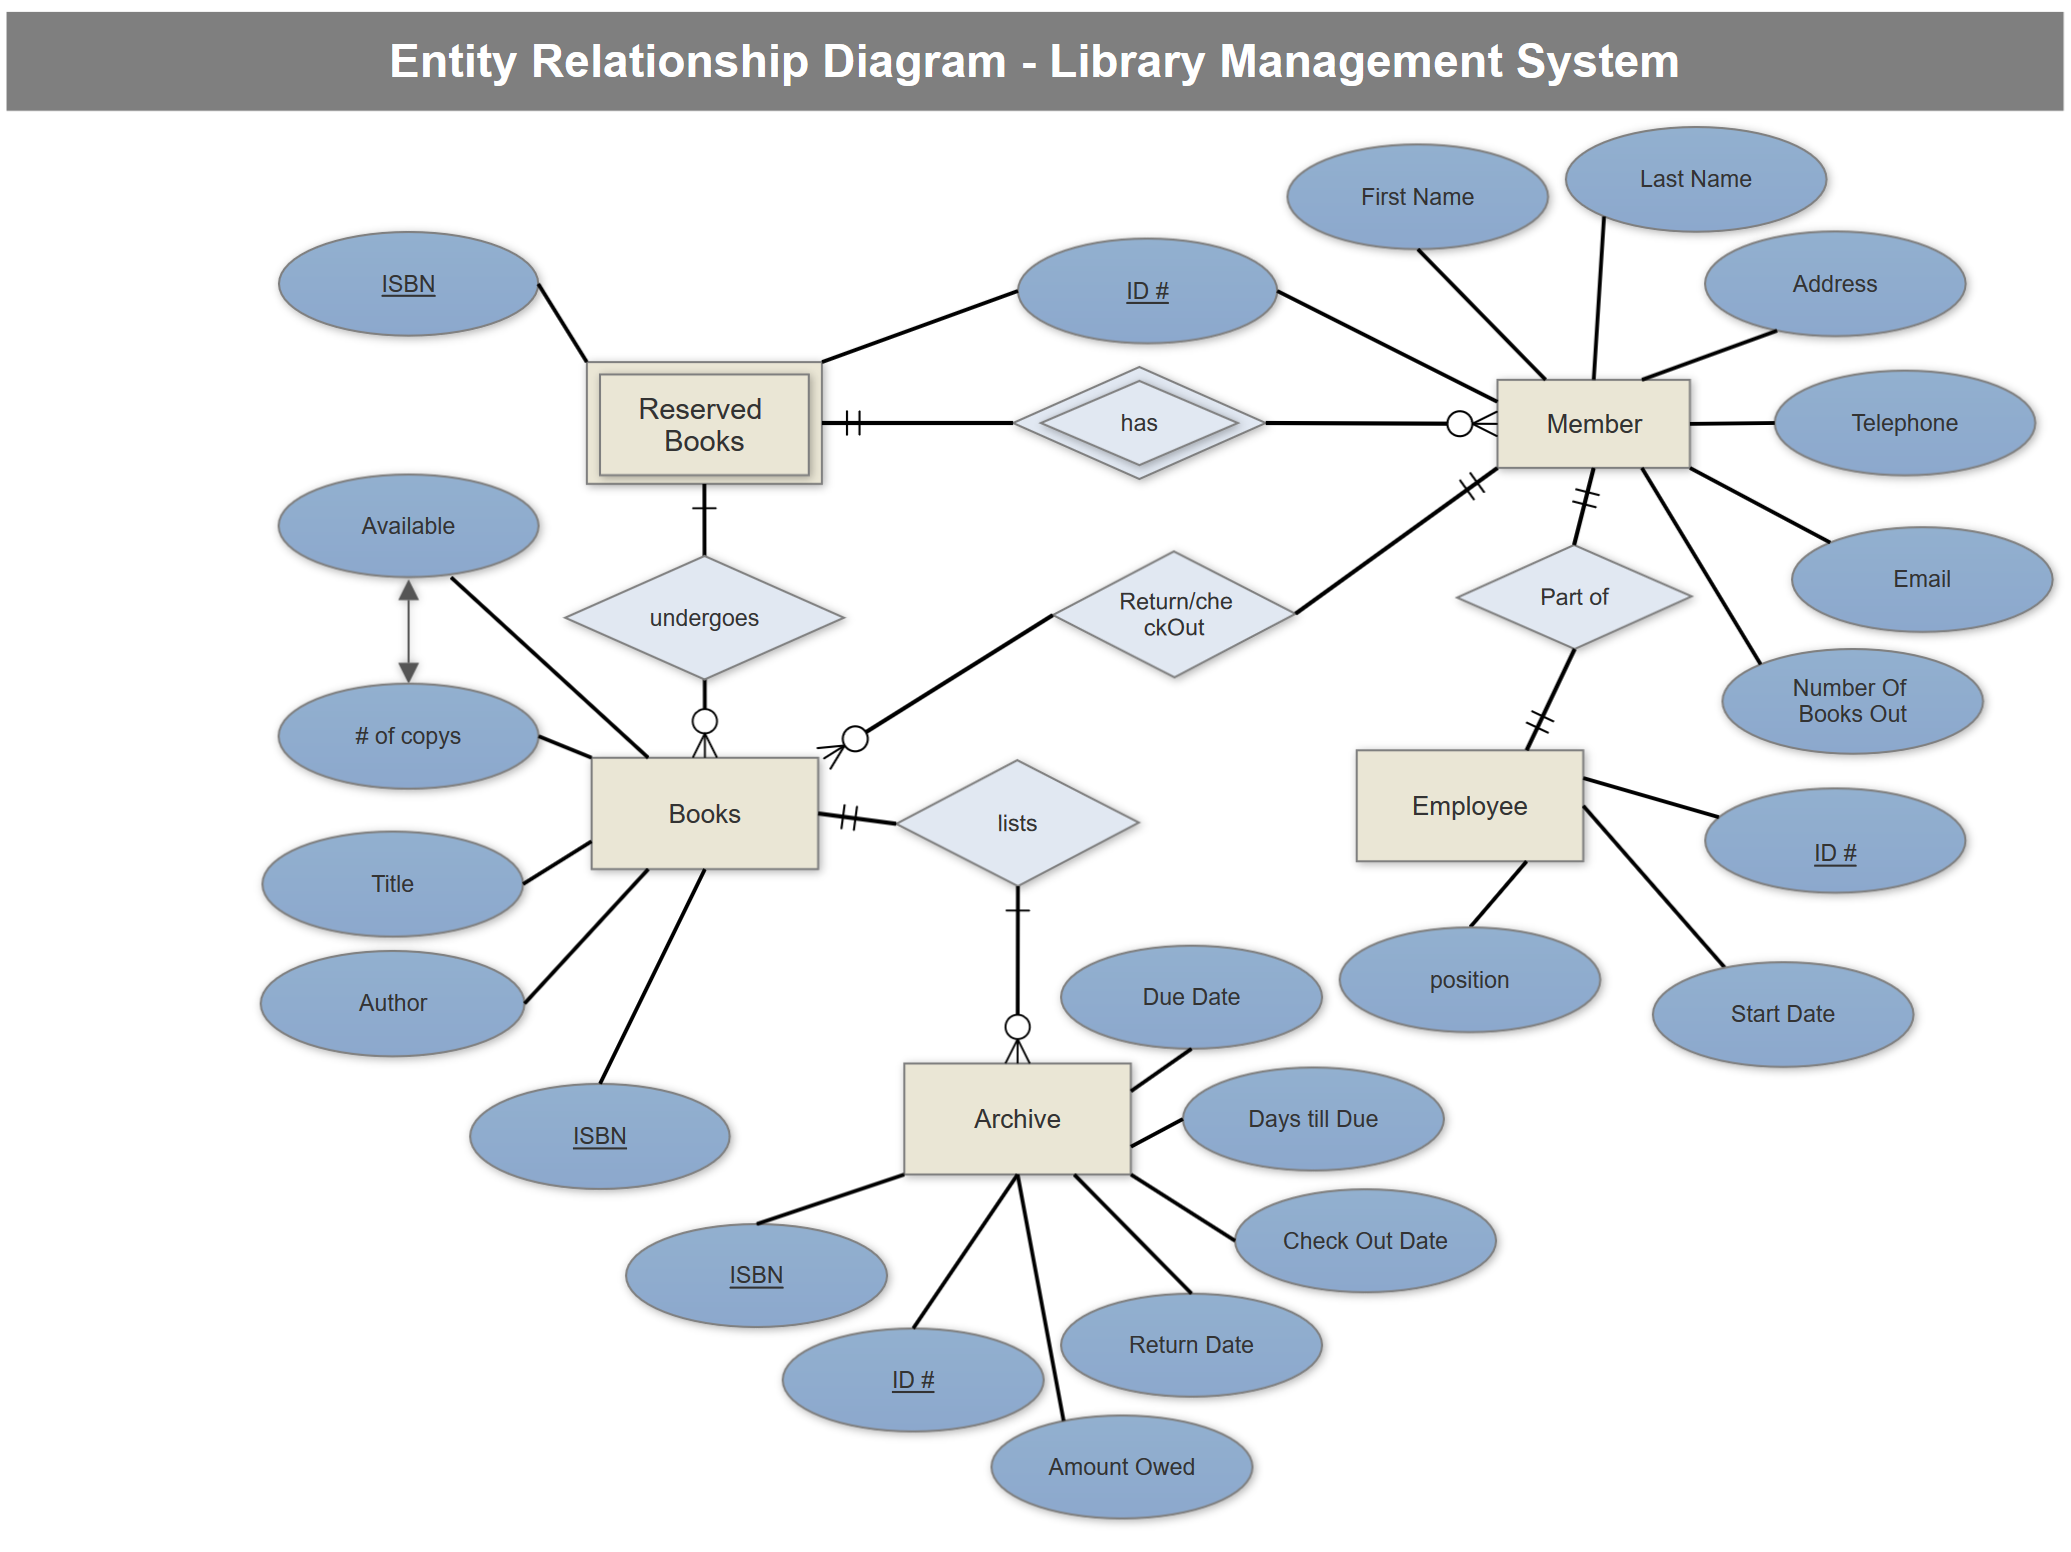 Entity Relationship Diagram - Library Management System
First Name
Last Name
ISBN
ID #
Address
Reserved
Books
has
Member
Telephone
Available
undergoes
Return/che
ckOut
Part of
Email
# of copys
Number Of
Books Out
Books
lists
Employee
ID #
Title
Author
Due Date
position
Start Date
Archive
Days till Due
ISBN
Check Out Date
ISBN
Return Date
ID #
Amount Owed